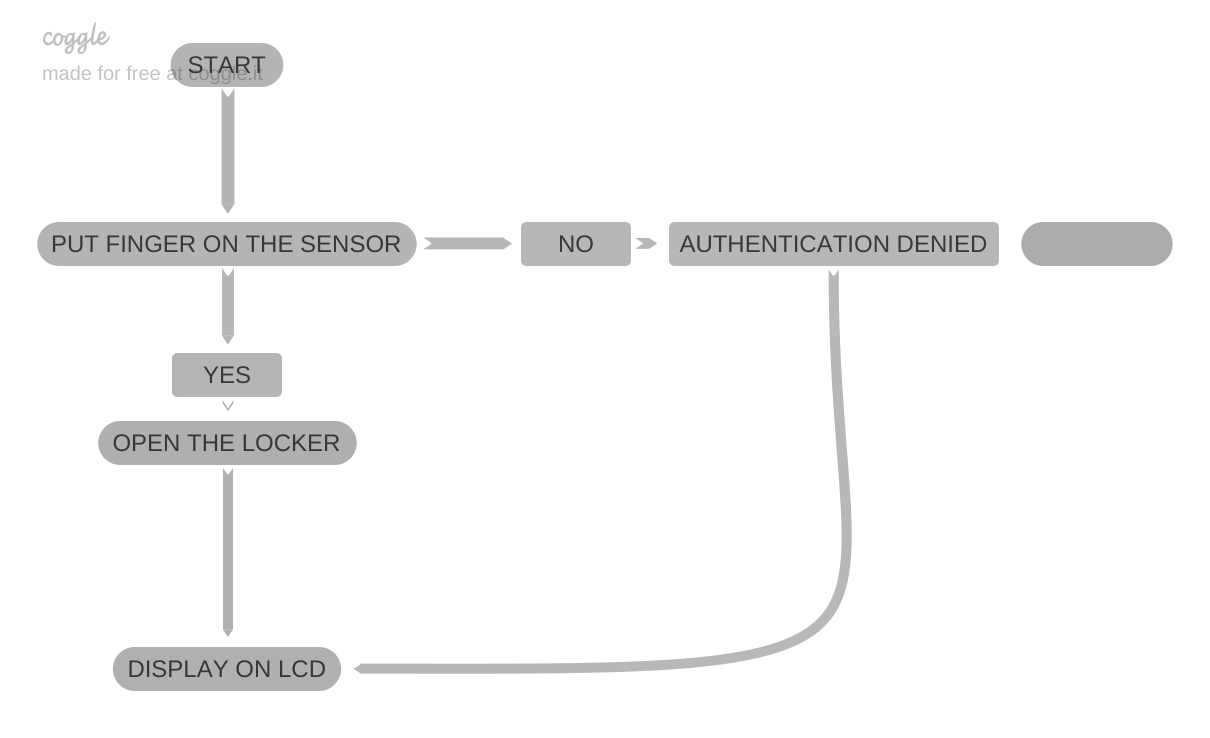 coggle
made for free at coggle.it
START
PUT FINGER ON THE SENSOR
NO
AUTHENTICATION DENIED
YES
OPEN THE LOCKER
DISPLAY ON LCD